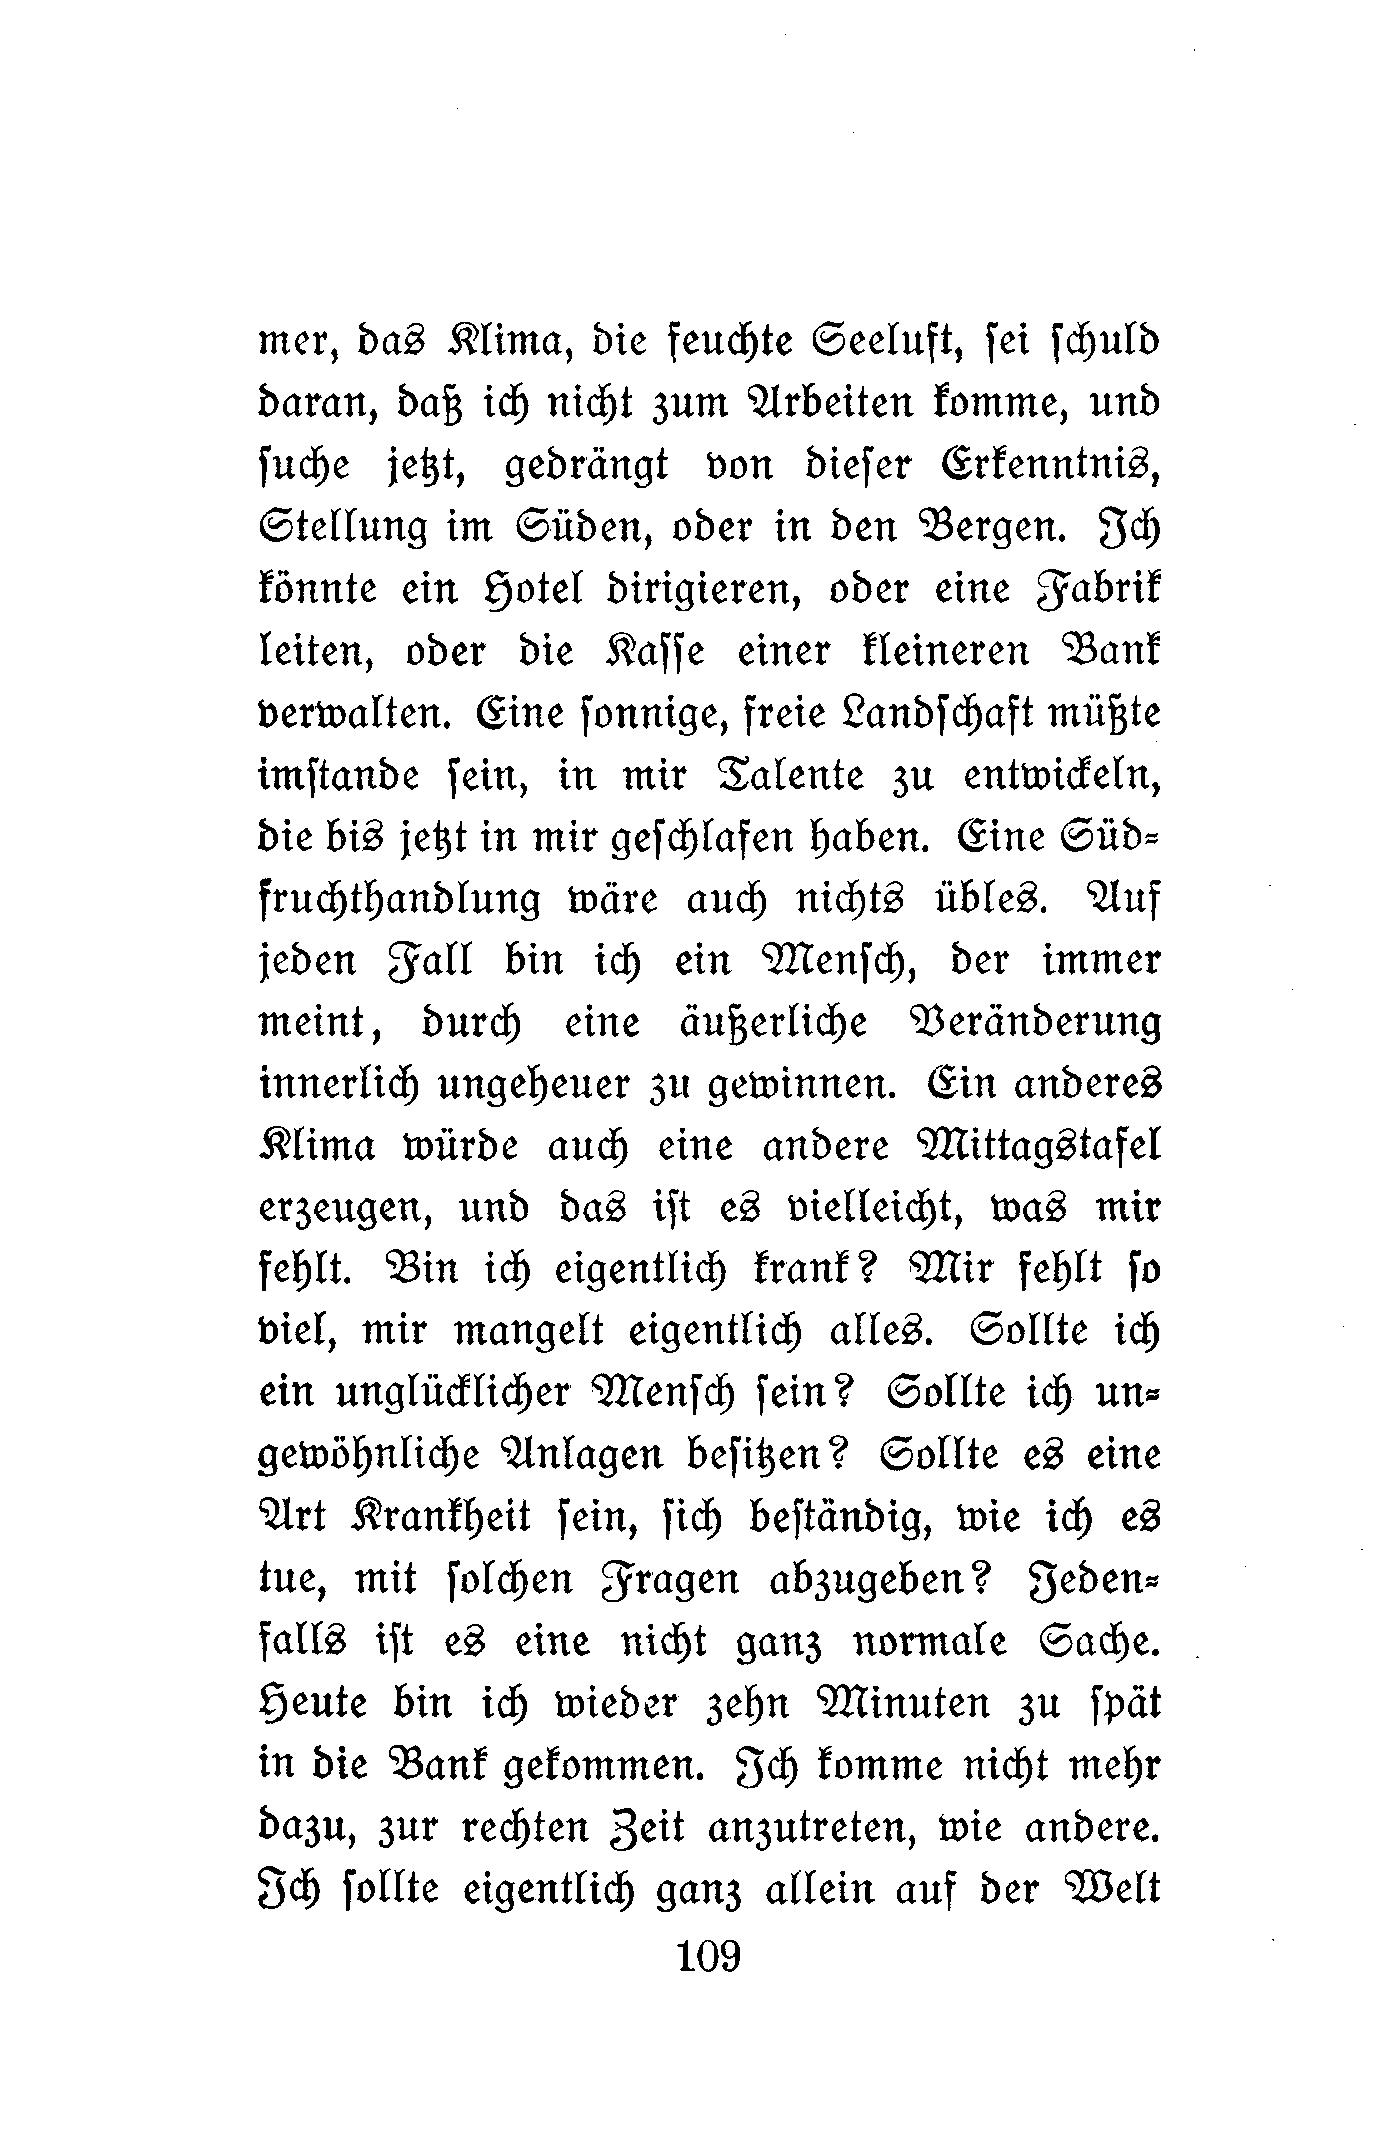 mer, das Klima, die feuchte Seeluft, sei schuld
daran, daß ich nicht zum Arbeiten komme, und
suche jetzt, gedrängt von dieser Erkenntnis,
Stellung im Süden, oder in den Bergen. Ich
könnte ein Hotel dirigieren, oder eine Fabrik
leiten, oder die Kasse einer kleineren Bank
verwalten. Eine sonnige, freie Landschaft müßte
imstande sein, in mir Talente zu entwickeln,
die bis jetzt in mir geschlafen haben. Eine Süd-
fruchthandlung wäre auch nichts übles. Auf
jeden Fall bin ich ein Mensch, der immer
meint, durch eine äußerliche Veränderung
innerlich ungeheuer zu gewinnen. Ein anderes
Klima würde auch eine andere Mittagstafel
erzeugen, und das ist es vielleicht, was mir
fehlt. Bin ich eigentlich krank? Mir fehlt so
viel, mir mangelt eigentlich alles. Sollte ich
ein unglücklicher Mensch sein? Sollte ich un-
gewöhnliche Anlagen besitzen? Sollte es eine
Art Krankheit sein, sich beständig, wie ich es
tue, mit solchen Fragen abzugeben? Jeden-
falls ist es eine nicht ganz normale Sache.
Heute bin ich wieder zehn Minuten zu spät
in die Bank gekommen. Ich komme nicht mehr
dazu, zur rechten Zeit anzutreten, wie andere.
Ich sollte eigentlich ganz allein auf der Welt
109